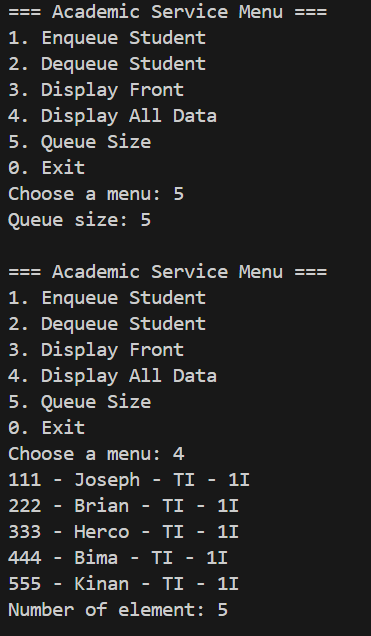 === Academic Service Menu ===
1. Enqueue Student
2. Dequeue Student
3. Display Front
4. Display All Data
5. Queue Size
0. Exit
Choose a menu: 5
Queue size: 5

=== Academic Service Menu ===
1. Enqueue Student
2. Dequeue Student
3. Display Front
4. Display All Data
5. Queue Size
0. Exit
Choose a menu: 4
111 - Joseph - TI - 1I
222 - Brian - TI - 1I
333 - Herco - TI - 1I
444 - Bima - TI - 1I
555 - Kinan - TI - 1I
Number of element: 5